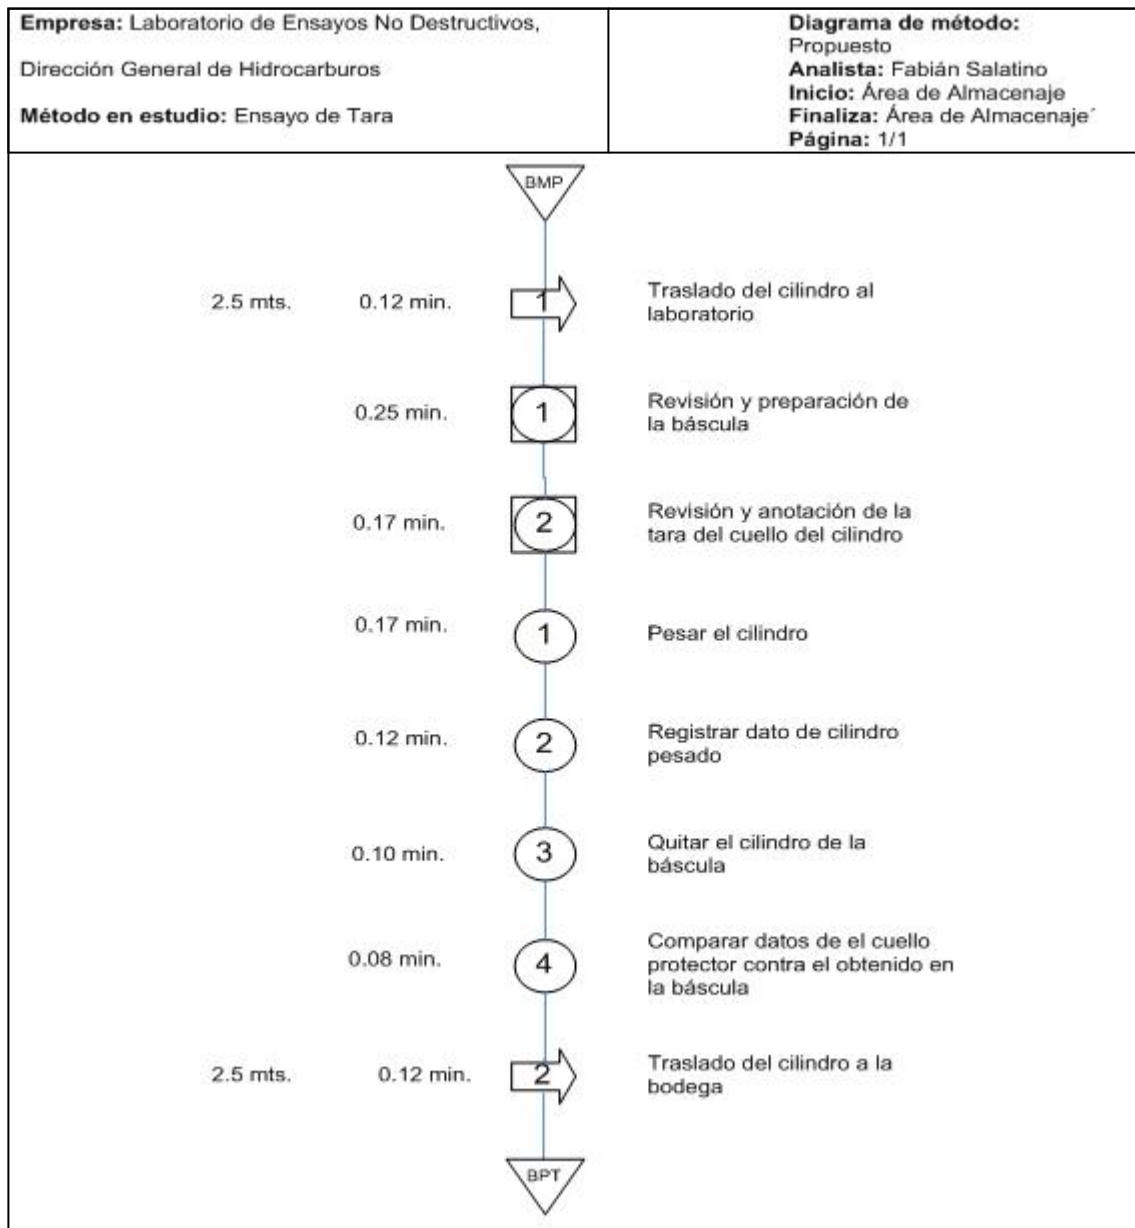 Empresa: Laboratorio de Ensayos No Destructivos,
Dirección General de Hidrocarburos
Método en estudio: Ensayo de Tara
Diagrama de método:
Propuesto
Analista: Fabián Salatino
Inicio: Área de Almacenaje
Finaliza: Área de Almacenaje´
Página: 1/1
BMP
2.5 mts. 0.12 min. 1 Traslado del cilindro al
laboratorio
0.25 min. 1 Revisión y preparación de
la báscula
0.17 min. 2 Revisión y anotación de la
tara del cuello del cilindro
0.17 min. 1 Pesar el cilindro
0.12 min. 2 Registrar dato de cilindro
pesado
0.10 min. 3 Quitar el cilindro de la
báscula
0.08 min. 4 Comparar datos de el cuello
protector contra el obtenido en
la báscula
2.5 mts. 0.12 min. 2 Traslado del cilindro a la
bodega
BPT